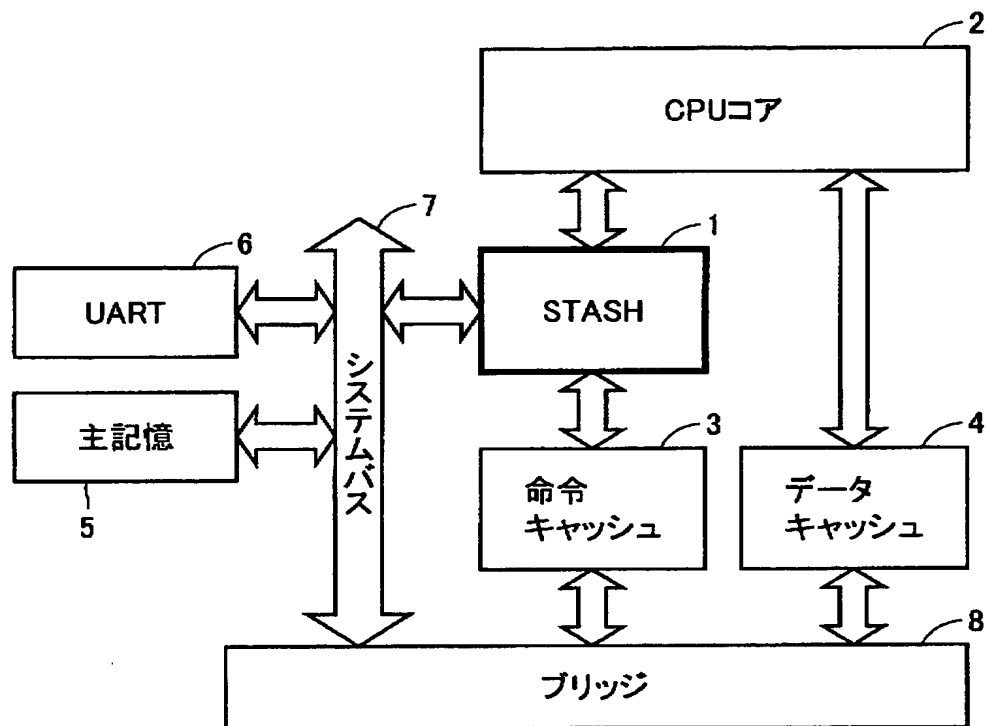 2
CPUコア
7
1
6
UART
STASH
システムバス
主記憶
5
3
命令
キャッシュ
4
データ
キャッシュ
8
ブリッジ